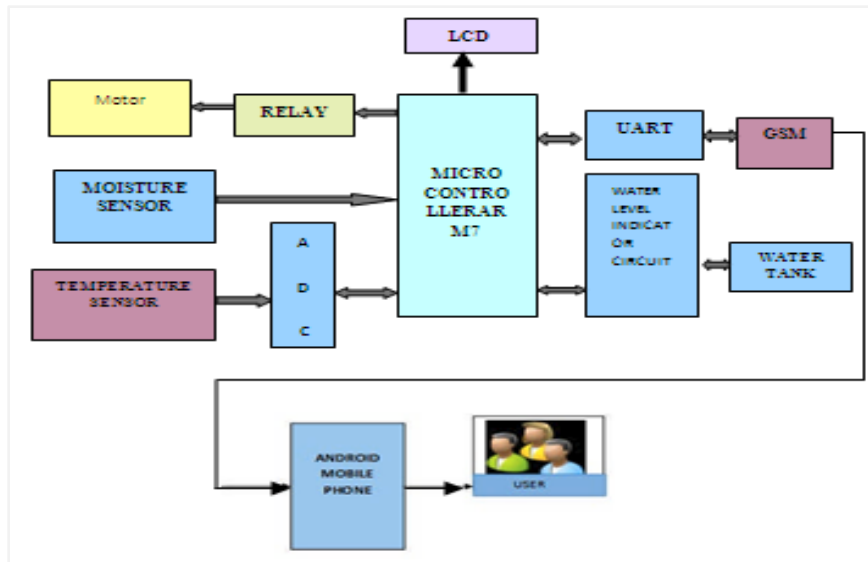 LCD
Motor
RELAY
UART
GSM
MICRO
CONTRO
LLERAR
M7
MOISTURE
SENSOR
WATER
LEVEL
INDICAT
OR
CIRCUIT
A
D
C
WATER
TANK
TEMPERATURE
SENSOR
ANDROID
MOBILE
PHONE
USER